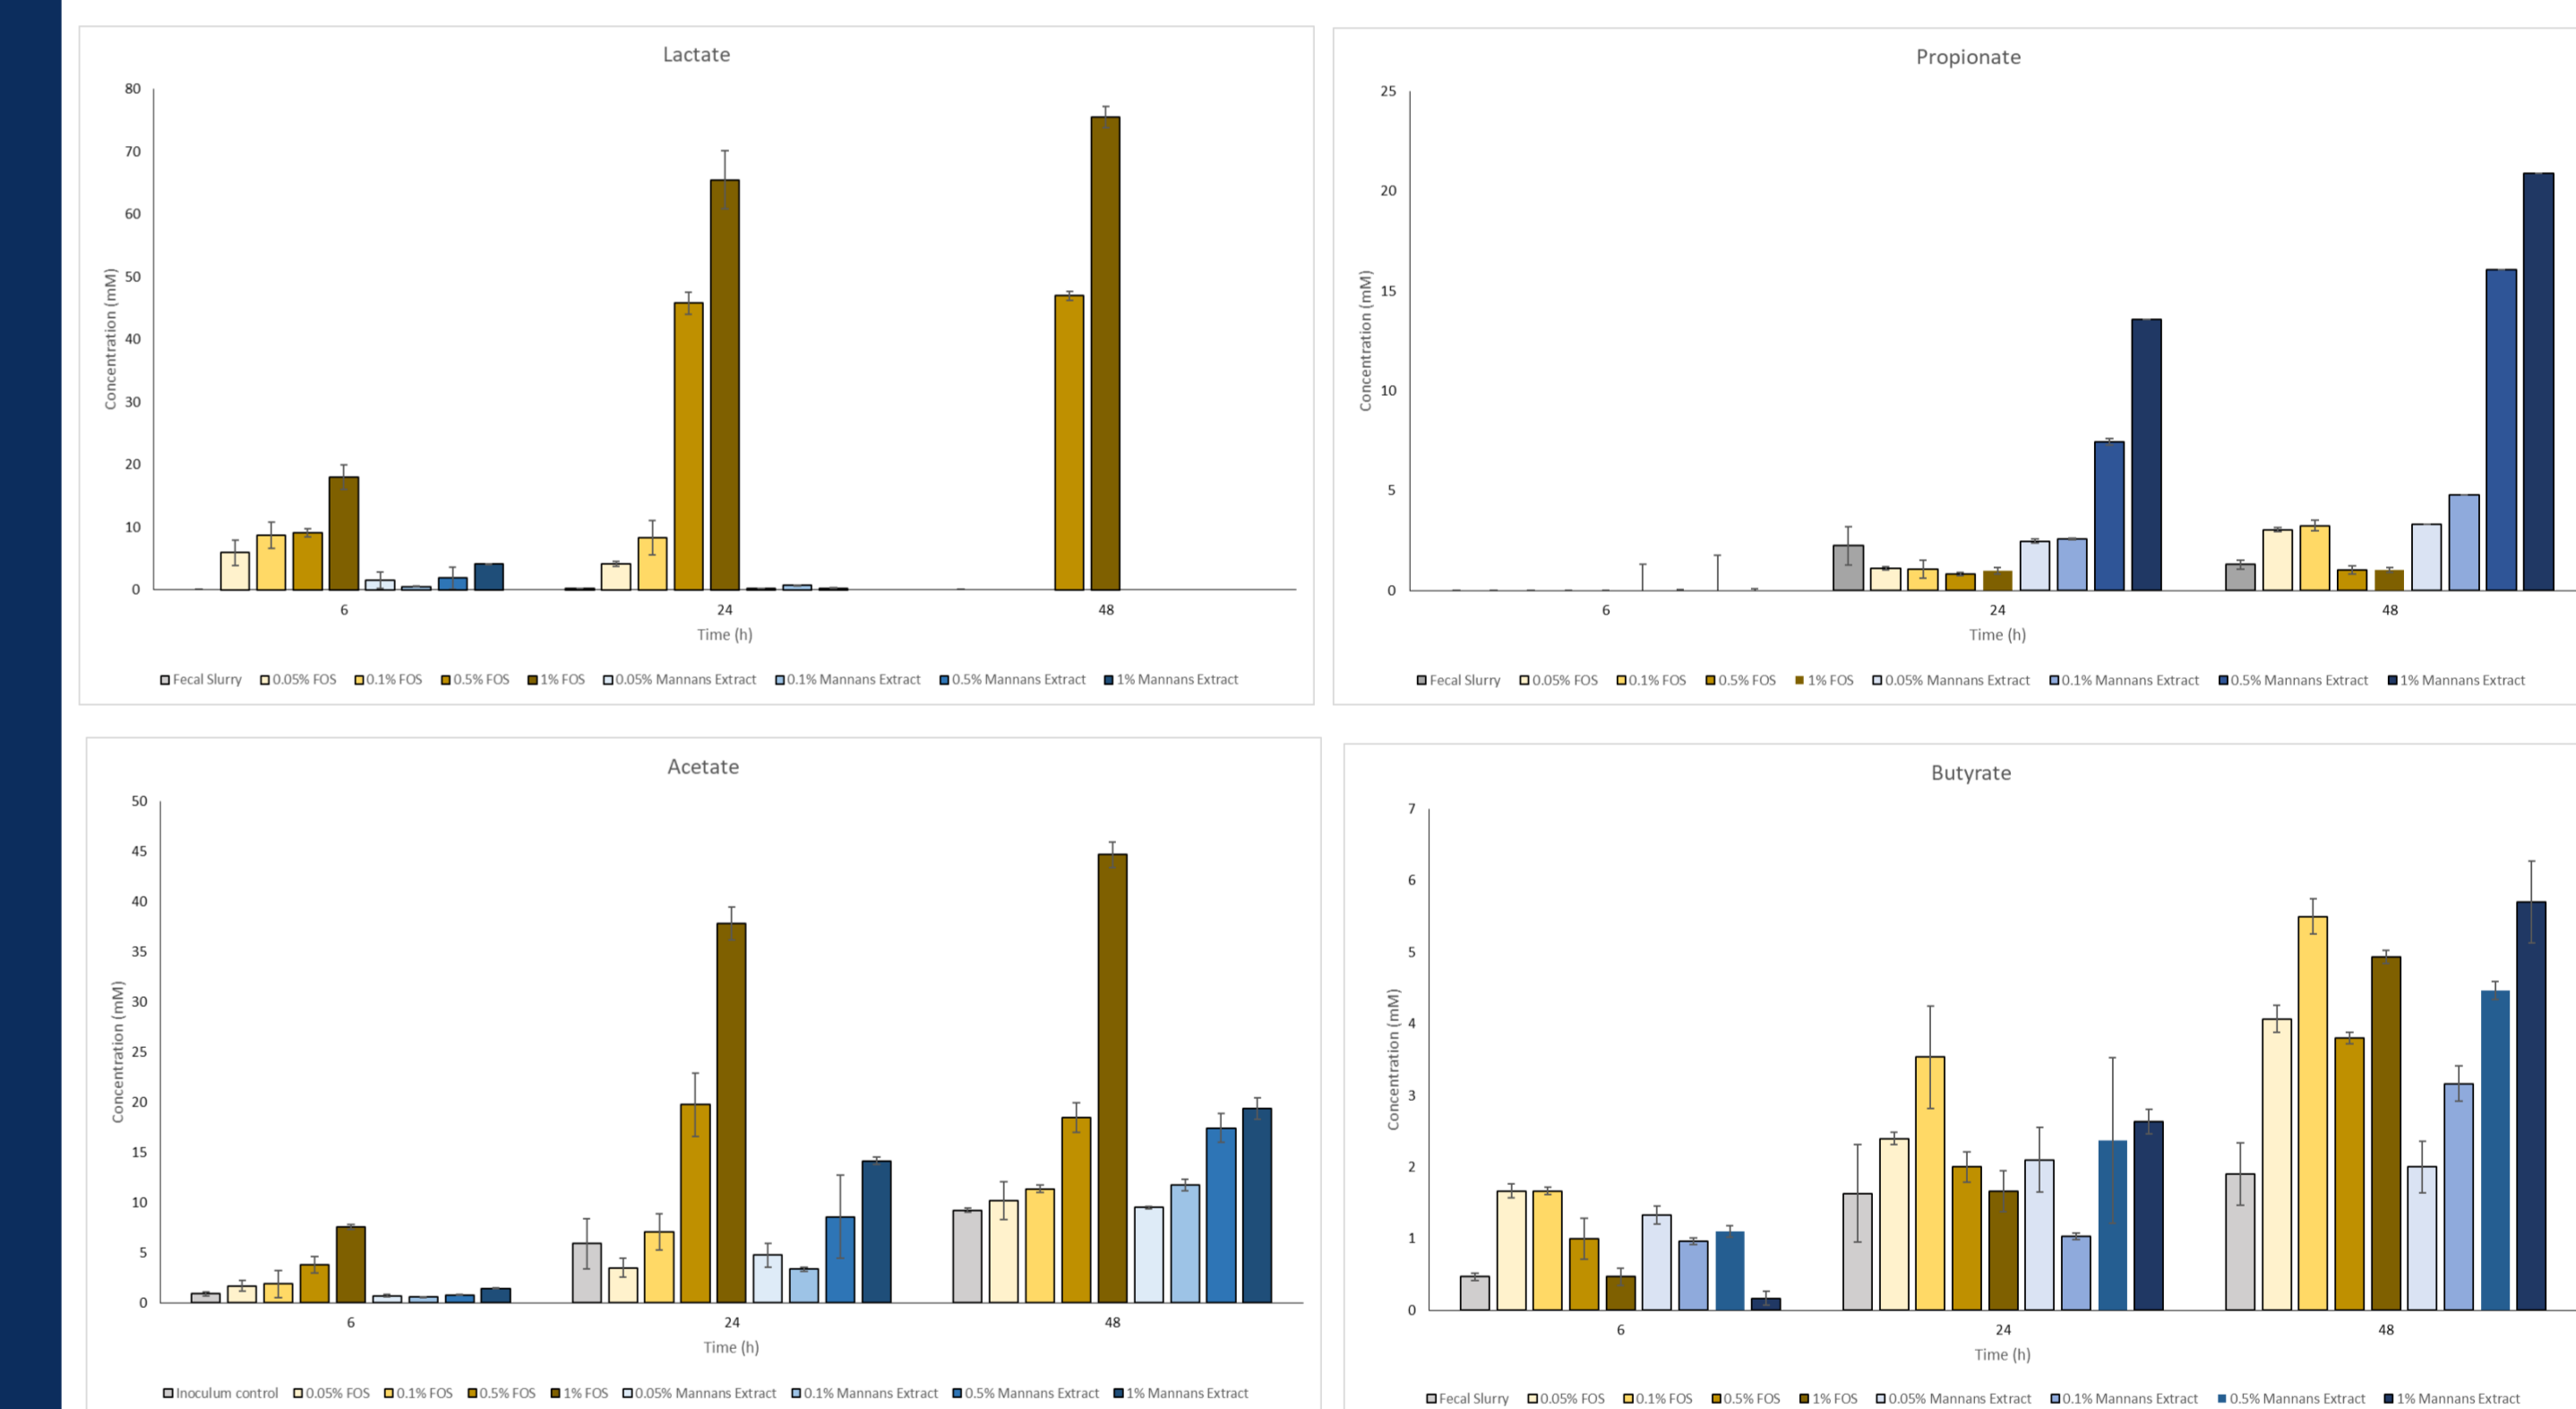 Lactate
80
70
60
50
40
30
20
10
0
Concentration (mM)
6 24 48
Time (h)
Fecal Slurry 0.05% FOS 0.1% FOS 0.5% FOS 1% FOS 0.05% Mannans Extract 0.1% Mannans Extract 0.5% Mannans Extract 1% Mannans Extract
Propionate
25
20
15
10
5
0
Concentration (mM)
6 24 48
Time (h)
Fecal Slurry 0.05% FOS 0.1% FOS 0.5% FOS 1% FOS 0.05% Mannans Extract 0.1% Mannans Extract 0.5% Mannans Extract 1% Mannans Extract
Acetate
50
45
40
35
30
25
20
15
10
5
0
Concentration (mM)
6 24 48
Time (h)
Inoculum control 0.05% FOS 0.1% FOS 0.5% FOS 1% FOS 0.05% Mannans Extract 0.1% Mannans Extract 0.5% Mannans Extract 1% Mannans Extract
Butyrate
7
6
5
4
3
2
1
0
Concentration (mM)
6 24 48
Time (h)
Fecal Slurry 0.05% FOS 0.1% FOS 0.5% FOS 1% FOS 0.05% Mannans Extract 0.1% Mannans Extract 0.5% Mannans Extract 1% Mannans Extract